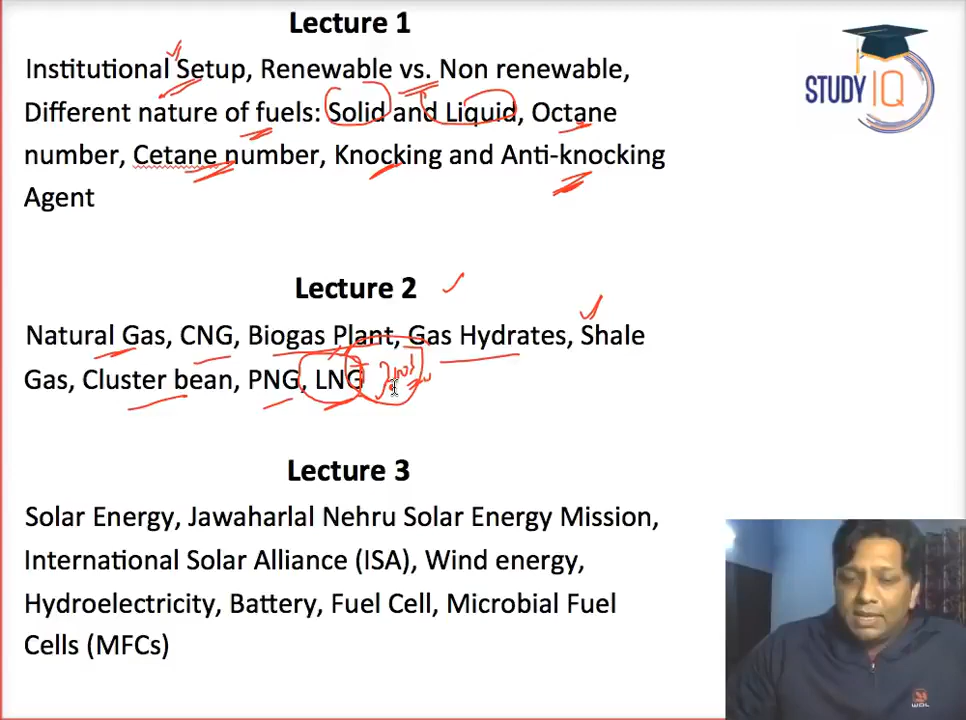 Lecture 1
STUDY IQ
Institutional Setup, Renewable vs. Non renewable,
Different nature of fuels: Solid and Liquid, Octane
number, Cetane number, Knocking and Anti-knocking
Agent
Lecture 2
Natural Gas, CNG, Biogas Plant, Gas Hydrates, Shale
Gas, Cluster bean, PNG, LNG
Lecture 3
Solar Energy, Jawaharlal Nehru Solar Energy Mission,
International Solar Alliance (ISA), Wind energy,
Hydroelectricity, Battery, Fuel Cell, Microbial Fuel
Cells (MFCs)